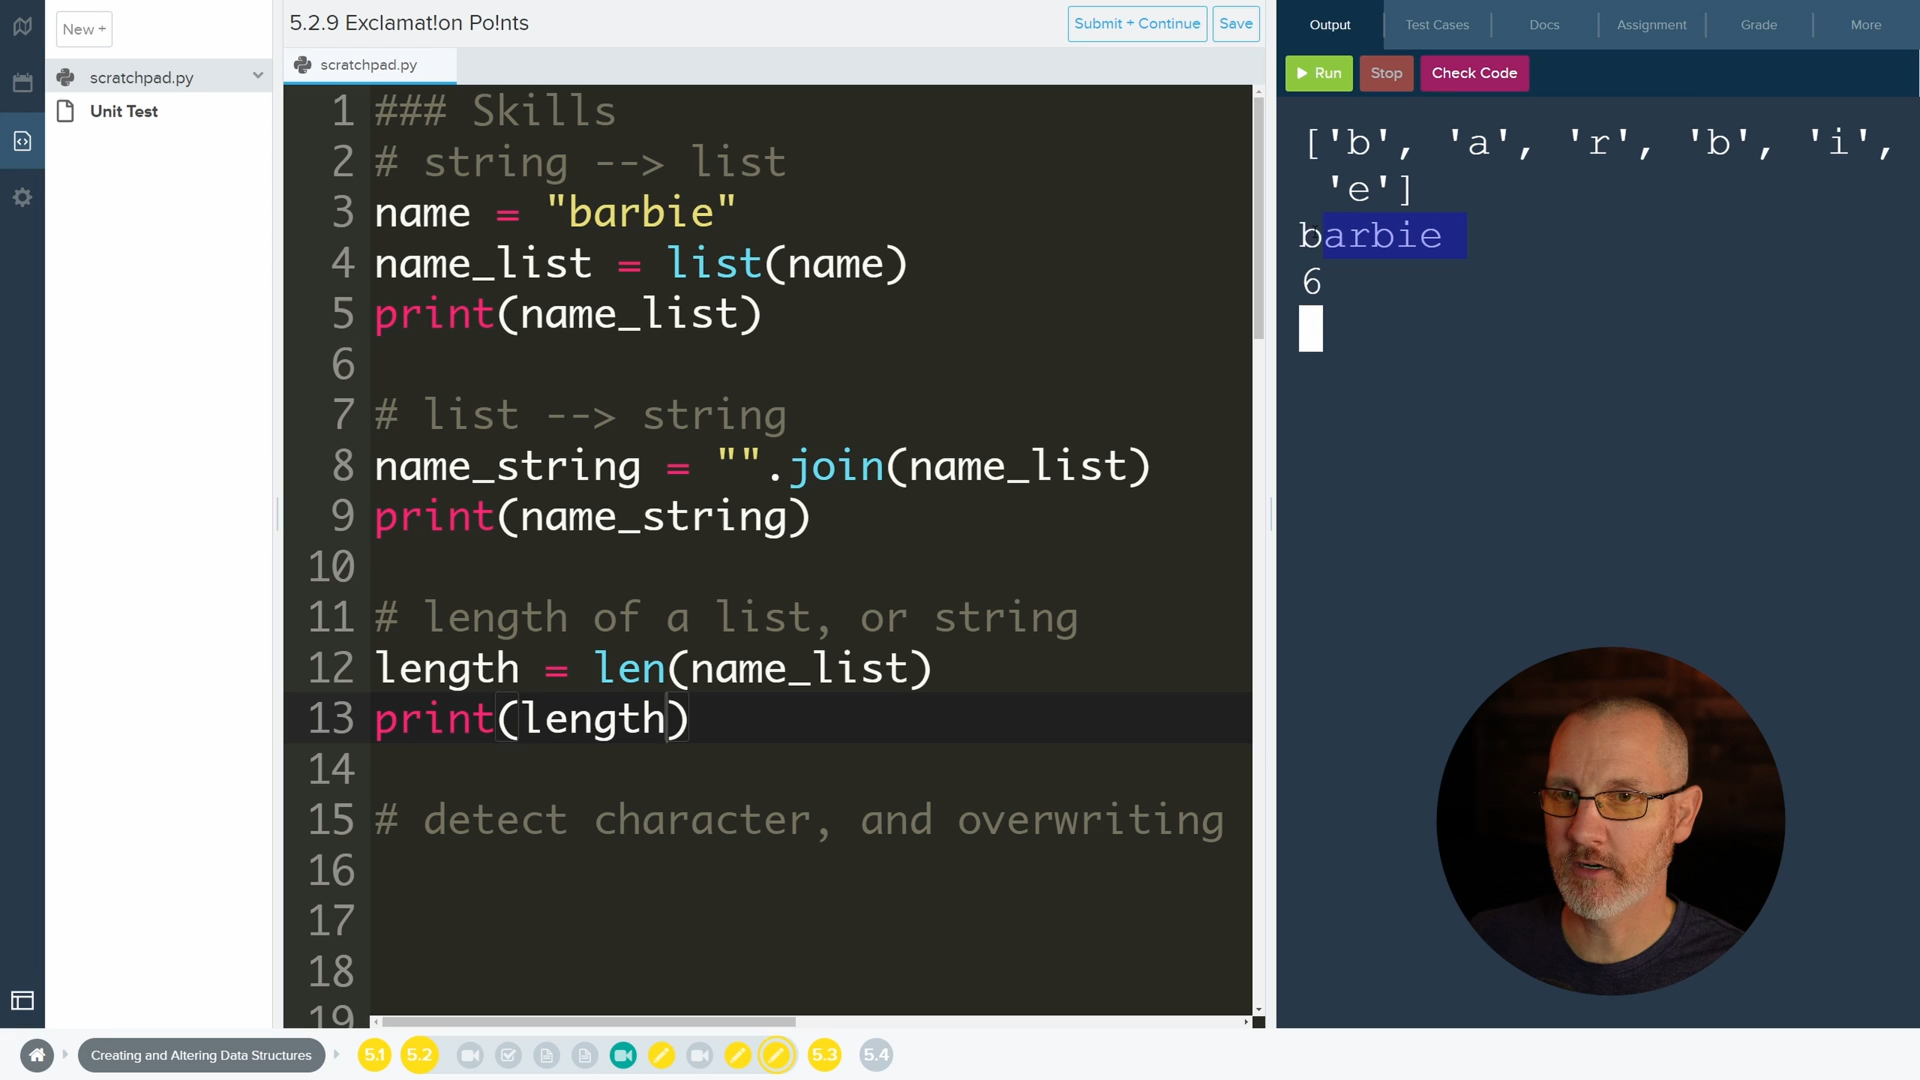 New +
scratchpad.py
Unit Test
5.2.9 Exclamat!on Po!nts
Submit + Continue
Save
scratchpad.py
1 ### Skills
2 # string --> list
3 name = "barbie"
4 name_list = list(name)
5 print(name_list)
6
7 # list --> string
8 name_string = "".join(name_list)
9 print(name_string)
10
11 # length of a list, or string
12 length = len(name_list)
13 print(length)
14
15 # detect character, and overwriting
16
17
18
19
Output
Test Cases
Docs
Assignment
Grade
More
Run
Stop
Check Code
['b', 'a', 'r', 'b', 'i',
'e']
barbie
6
Creating and Altering Data Structures
5.1
5.2
5.3
5.4